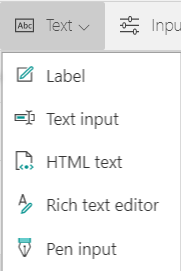 Abc Text Inpu
Label
Text input
HTML text
Rich text editor
Pen input